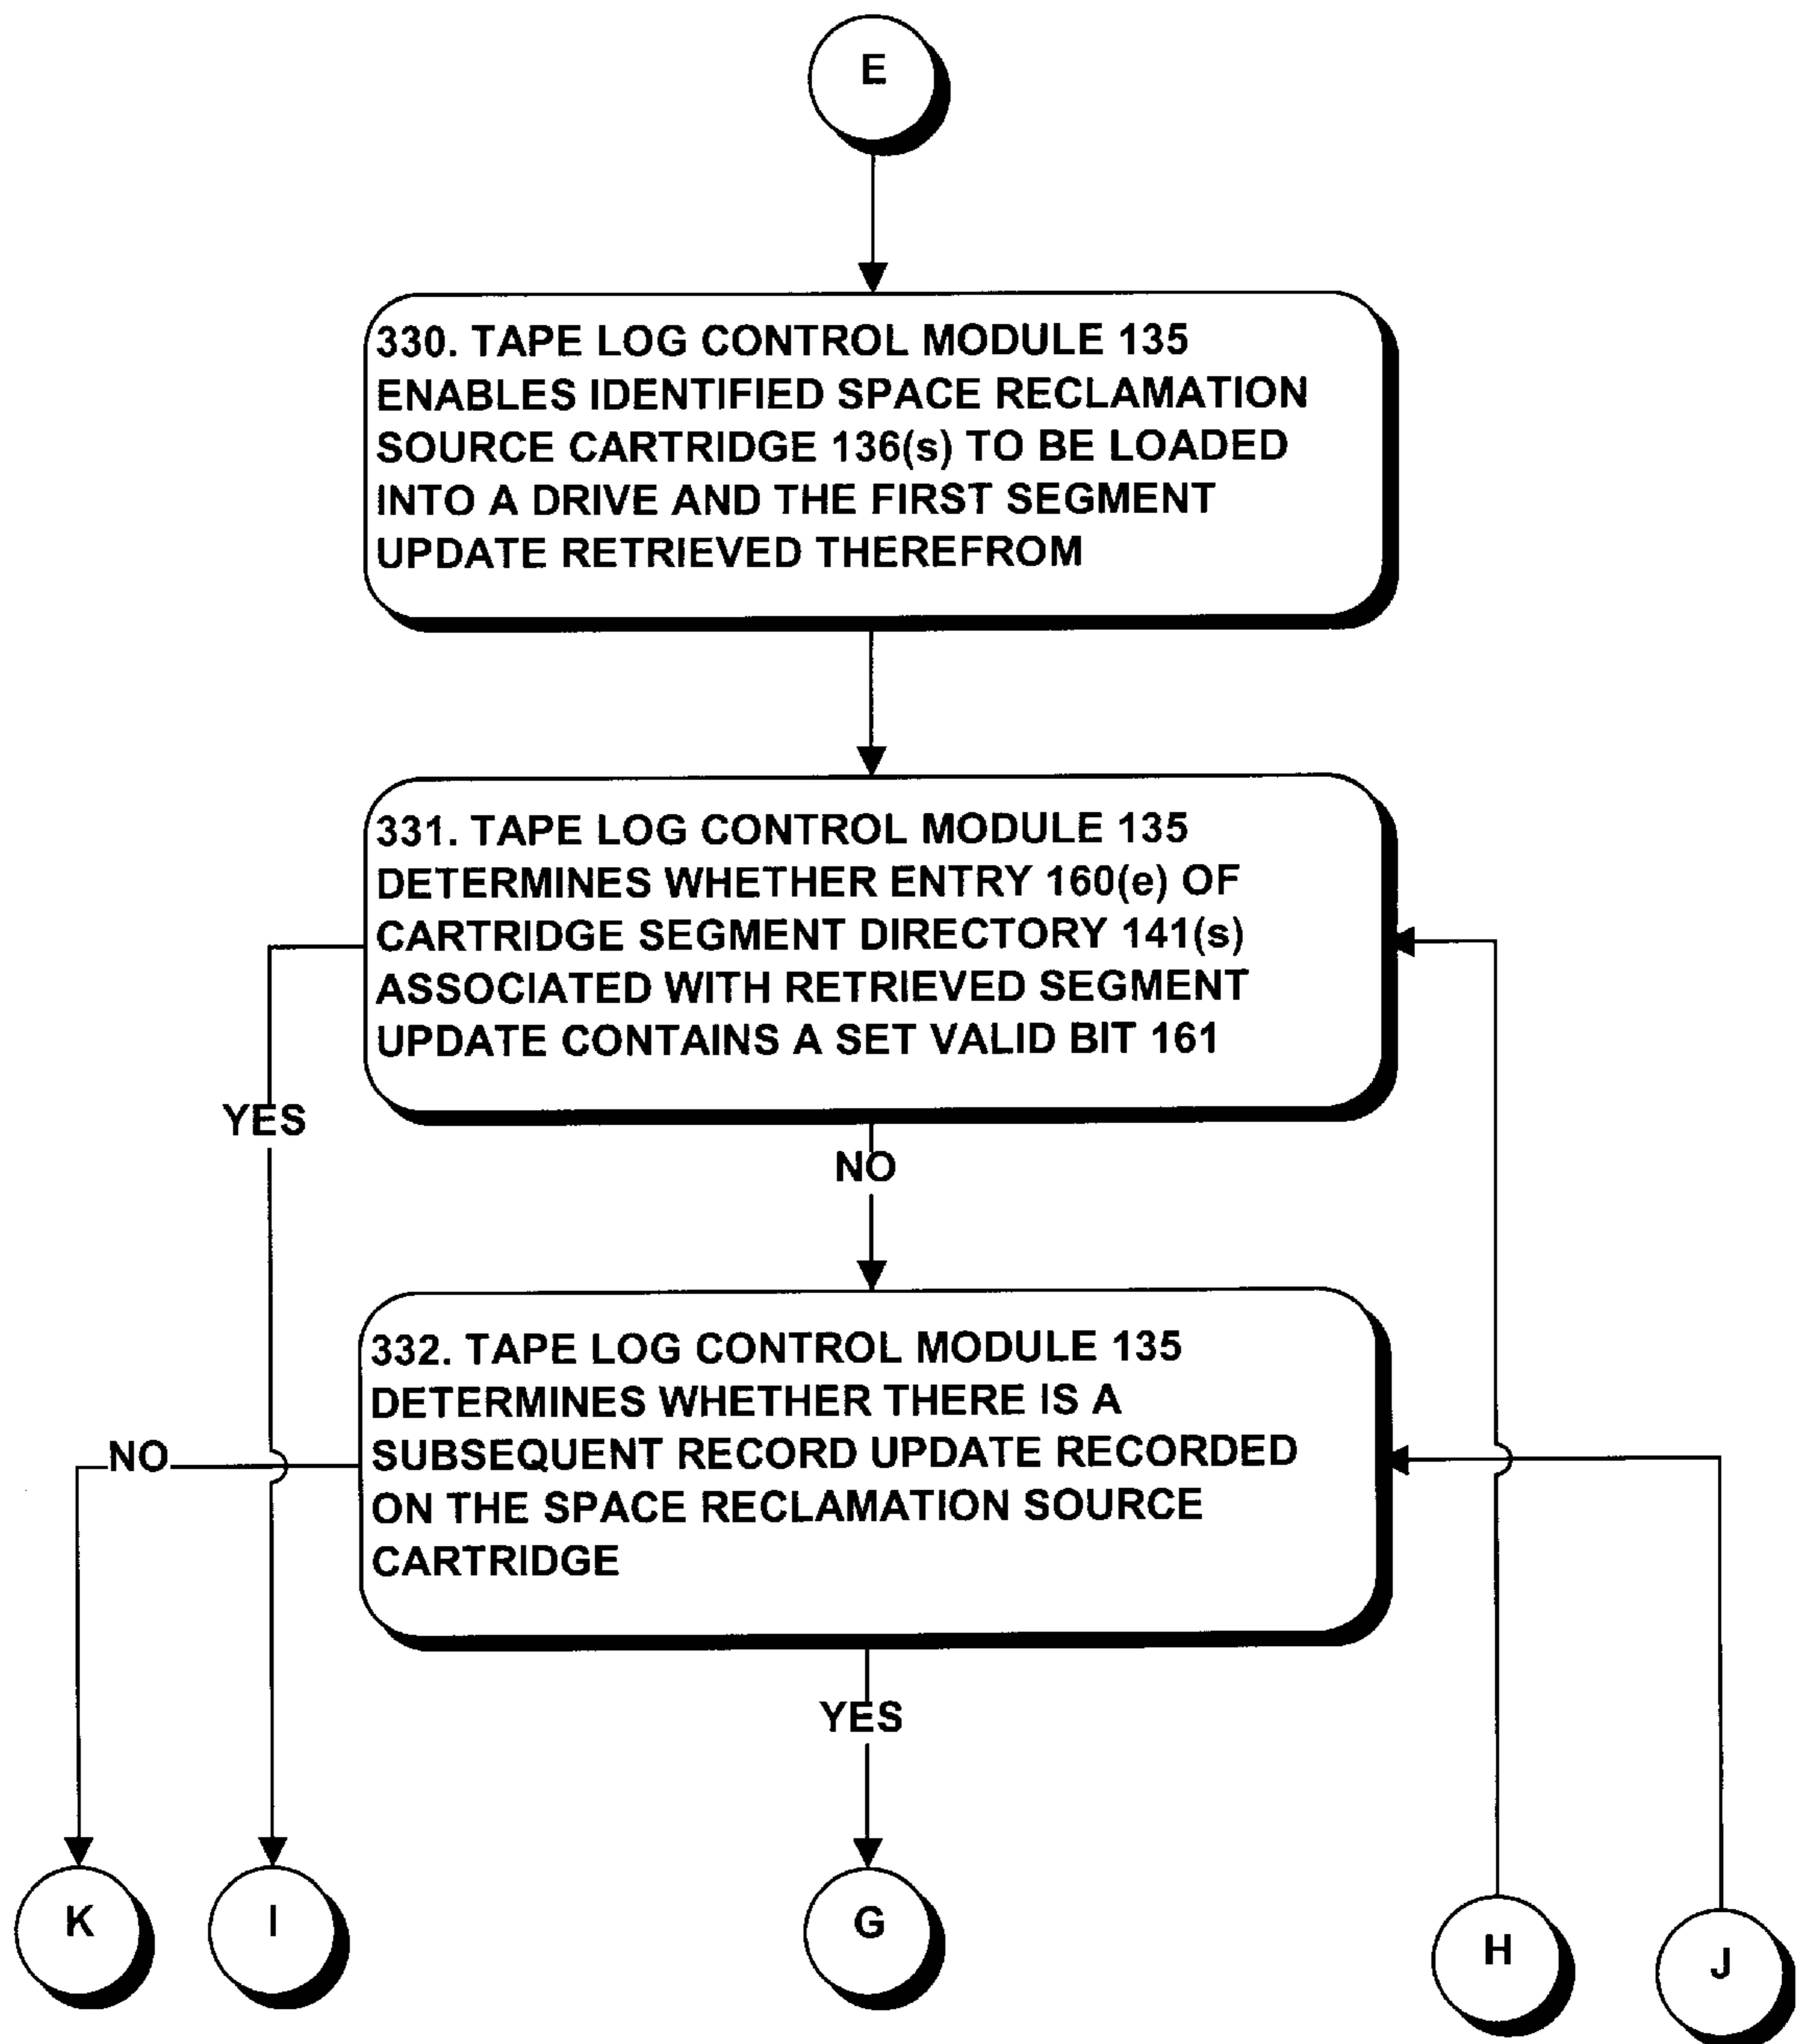 E
330. TAPE LOG CONTROL MODULE 135
ENABLES IDENTIFIED SPACE RECLAMATION
SOURCE CARTRIDGE 136(s) TO BE LOADED
INTO A DRIVE AND THE FIRST SEGMENT
UPDATE RETRIEVED THEREFROM
331. TAPE LOG CONTROL MODULE 135
DETERMINES WHETHER ENTRY 160(e) OF
CARTRIDGE SEGMENT DIRECTORY 141(s)
ASSOCIATED WITH RETRIEVED SEGMENT
UPDATE CONTAINS A SET VALID BIT 161
YES
NO
332. TAPE LOG CONTROL MODULE 135
DETERMINES WHETHER THERE IS A
SUBSEQUENT RECORD UPDATE RECORDED
ON THE SPACE RECLAMATION SOURCE
CARTRIDGE
NO
YES
K
I
G
H
J